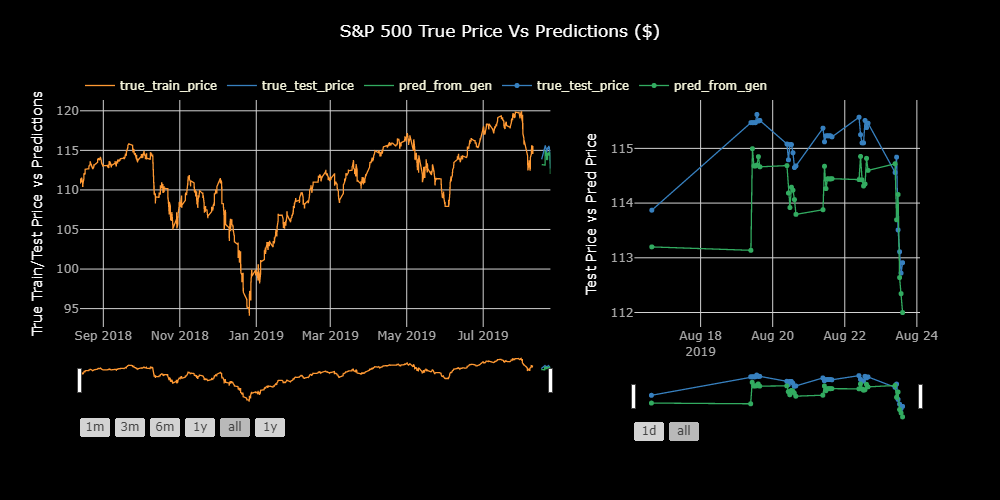 S&P 500 True Price Vs Predictions ($)
true_train_price true_test_price pred_from_gen true_test_price pred_from_gen
True Train/Test Price vs Predictions
120
115
110
105
100
95
Sep 2018 Nov 2018 Jan 2019 Mar 2019 May 2019 Jul 2019
1m 3m 6m 1y all 1y
Test Price vs Pred Price
115
114
113
112
Aug 18 Aug 20 Aug 22 Aug 24
2019
1d all